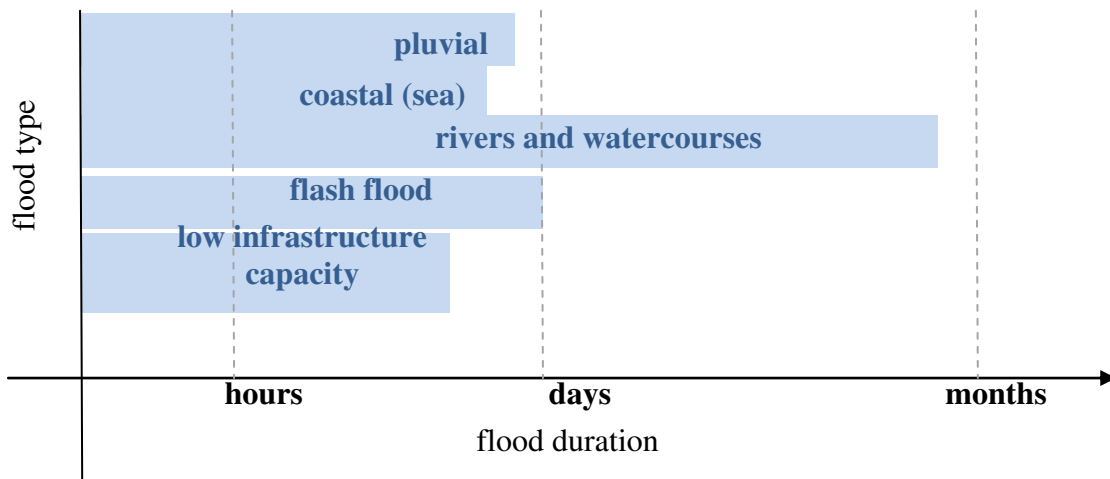 pluvial
coastal (sea)
rivers and watercourses
flash flood
low infrastructure
capacity
flood type
hours
days
months
flood duration